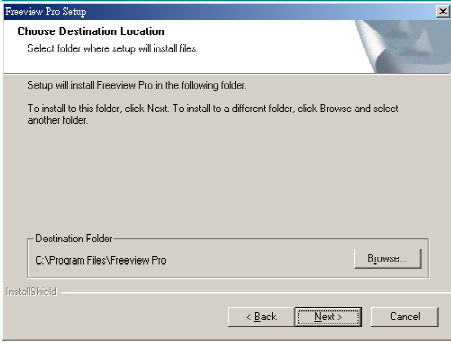 Freeview Pro Setup
Choose Destination Location
Select folder where setup will install files.
Setup will install Freeview Pro in the following folder.
To install to this folder, click Next. To install to a different folder, click Browse and select
another folder.
Destination Folder
C:\Program Files\Freeview Pro
Browse...
InstallShield
< Back
Next >
Cancel